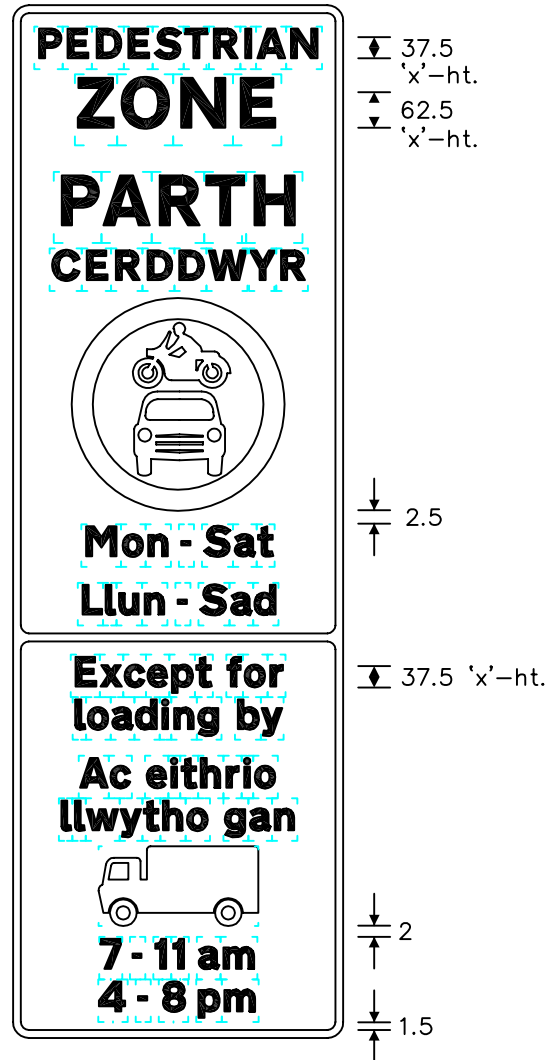 PEDESTRIAN
37.5
'x'-ht.
ZONE
62.5
'x'-ht.
PARTH
CERDDWYR
2.5
Mon - Sat
Llun - Sad
Except for
37.5 'x'-ht.
loading by
Ac eithrio
llwytho gan
2
7 - 11 am
4 - 8 pm
1.5